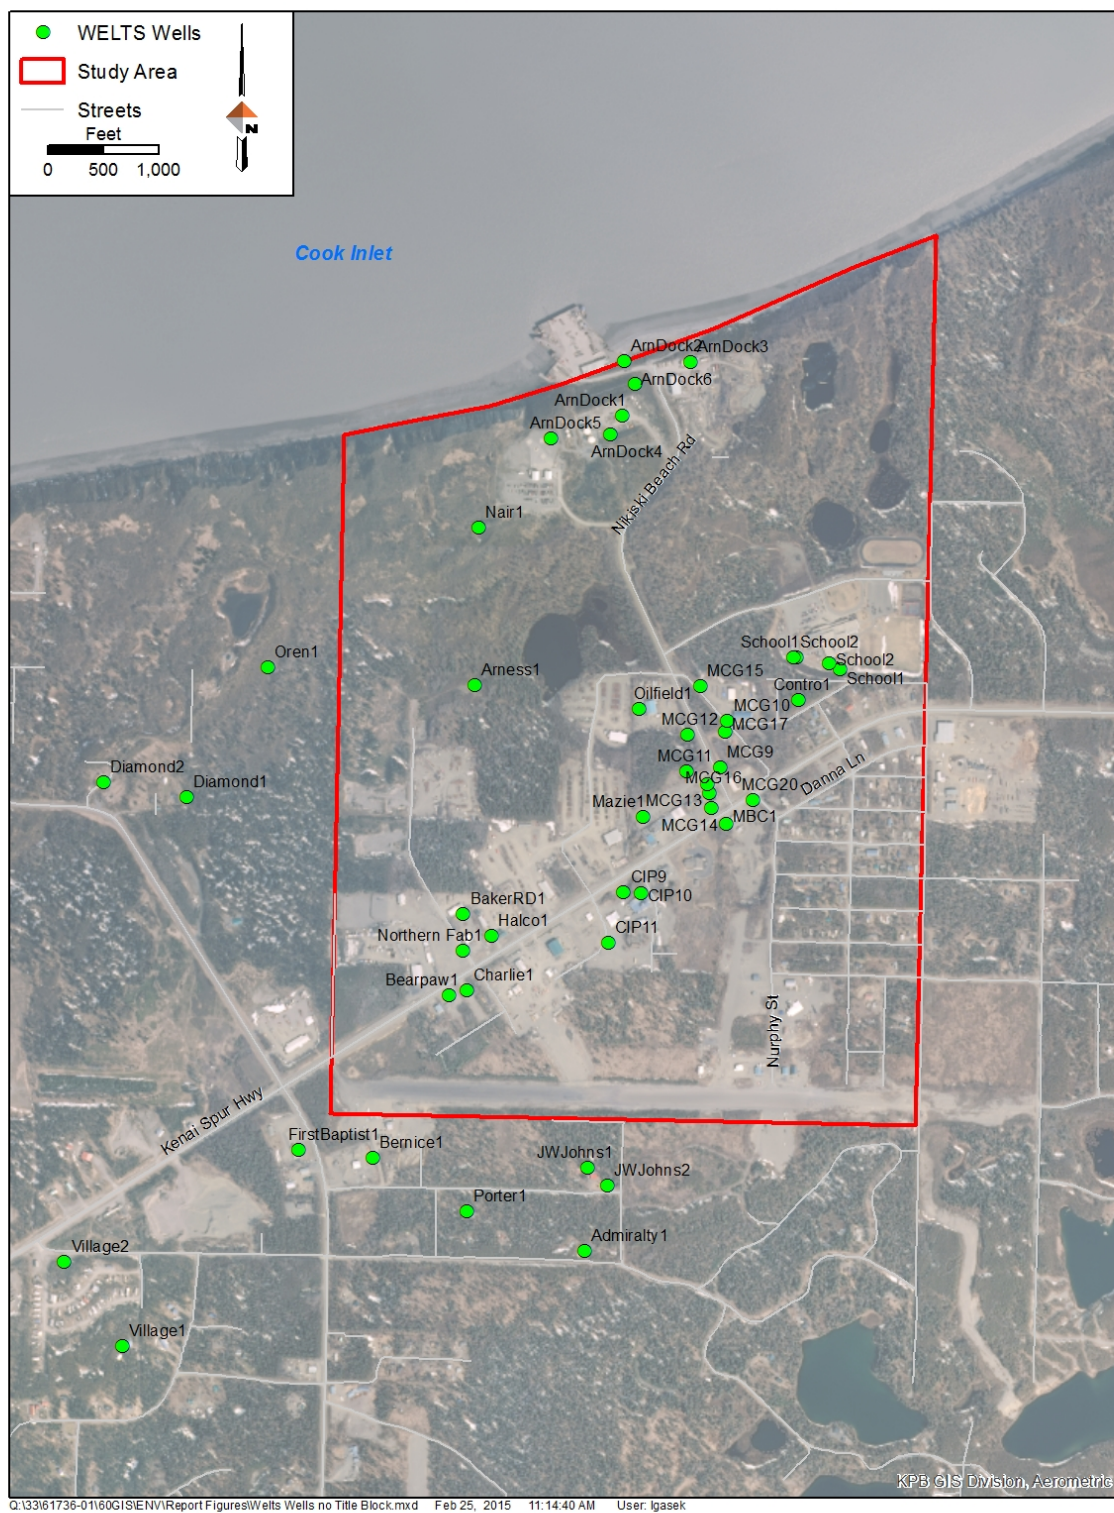 WELTS Wells
Study Area
Streets
Feet
0 500 1,000
N
Cook Inlet
ArnDock2
ArnDock3
ArnDock6
ArnDock1
ArnDock5
ArnDock4
Nikiski Beach Rd
Nair1
School1
School2
Oren1
School2
Arness1
MCG15
School1
Contro1
Oilfield1
MCG10
MCG12
MCG17
MCG11
MCG9
Diamond2
MCG16
Danna Ln
Diamond1
MCG20
Mazie1
MCG13
MCG14
MBC1
CIP9
CIP10
BakerRD1
Halco1
Northern Fab1
CIP11
Bearpaw1
Charlie1
Nurphy St
Kenai Spur Hwy
FirstBaptist1
Bernice1
JWJohns1
JWJohns2
Porter1
Admiralty1
Village2
Village1
KPB GIS Division, Aerometric
Q:\33\61736-01\60GIS\ENV\Report Figures\Welts Wells no Title Block.mxd Feb 25, 2015 11:14:40 AM User: lgasek